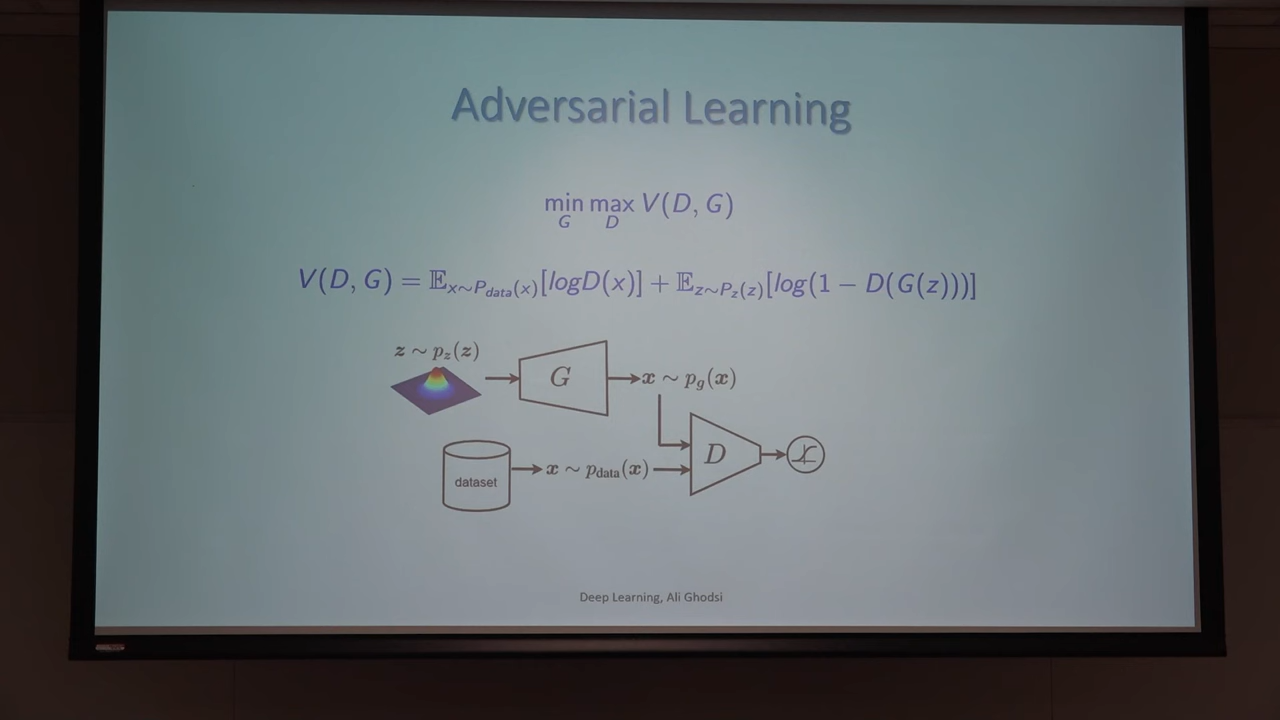 Adversarial Learning
min max V(D, G)
G D
V(D, G) = 𝔼x∼Pdata(x)[logD(x)] + 𝔼z∼Pz(z)[log(1 − D(G(z)))]
z ∼ pz(z)
G
x ∼ pg(x)
D
dataset
x ∼ pdata(x)
Deep Learning, Ali Ghodsi